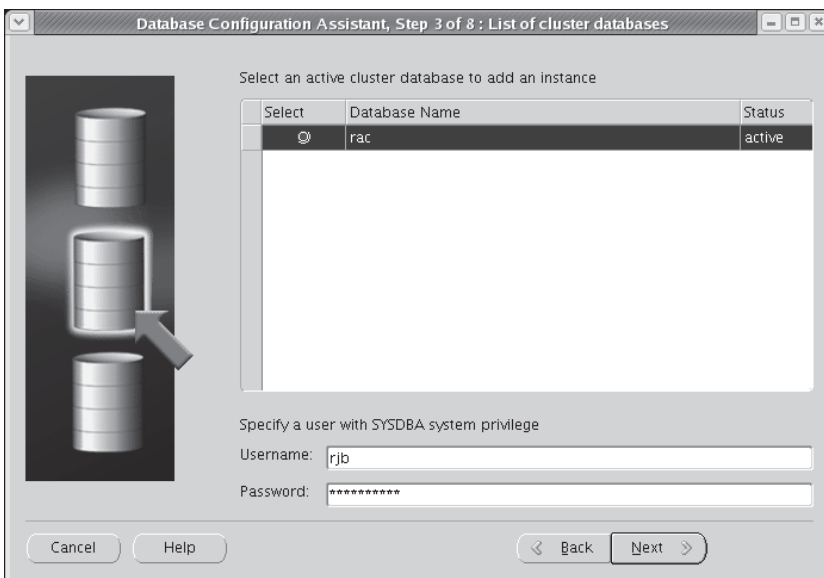 Database Configuration Assistant, Step 3 of 8 : List of cluster databases
Select an active cluster database to add an instance
Select Database Name Status
rac active
Specify a user with SYSDBA system privilege
Username: rjb
Password: **********
Cancel Help Back Next